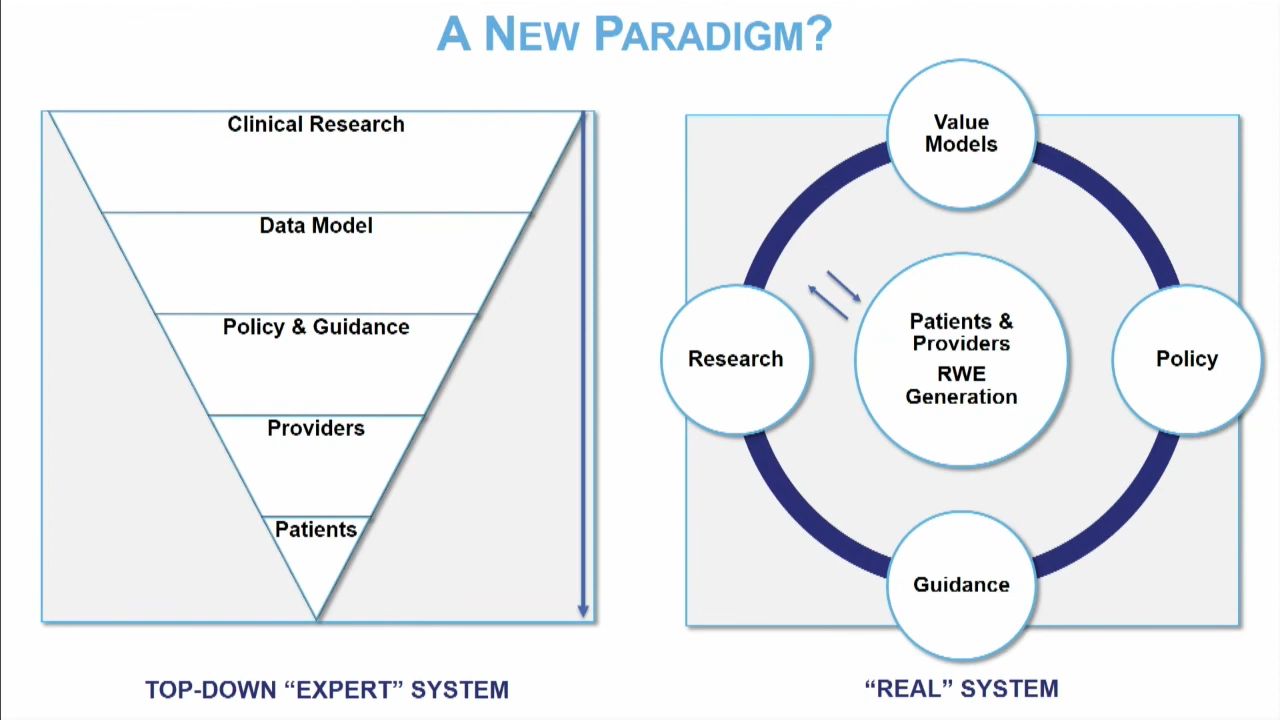 A NEW PARADIGM?
Clinical Research
Data Model
Policy & Guidance
Providers
Patients
TOP-DOWN “EXPERT” SYSTEM
Value
Models
Research
Patients &
Providers
RWE
Generation
Policy
Guidance
“REAL” SYSTEM